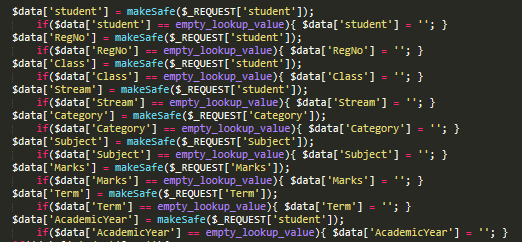 $data['student'] = makeSafe($_REQUEST['student']);
if($data['student'] == empty_lookup_value){ $data['student'] = ''; }
$data['RegNo'] = makeSafe($_REQUEST['student']);
if($data['RegNo'] == empty_lookup_value){ $data['RegNo'] = ''; }
$data['Class'] = makeSafe($_REQUEST['student']);
if($data['Class'] == empty_lookup_value){ $data['Class'] = ''; }
$data['Stream'] = makeSafe($_REQUEST['student']);
if($data['Stream'] == empty_lookup_value){ $data['Stream'] = ''; }
$data['Category'] = makeSafe($_REQUEST['Category']);
if($data['Category'] == empty_lookup_value){ $data['Category'] = ''; }
$data['Subject'] = makeSafe($_REQUEST['Subject']);
if($data['Subject'] == empty_lookup_value){ $data['Subject'] = ''; }
$data['Marks'] = makeSafe($_REQUEST['Marks']);
if($data['Marks'] == empty_lookup_value){ $data['Marks'] = ''; }
$data['Term'] = makeSafe($_REQUEST['Term']);
if($data['Term'] == empty_lookup_value){ $data['Term'] = ''; }
$data['AcademicYear'] = makeSafe($_REQUEST['student']);
if($data['AcademicYear'] == empty_lookup_value){ $data['AcademicYear'] = ''; }